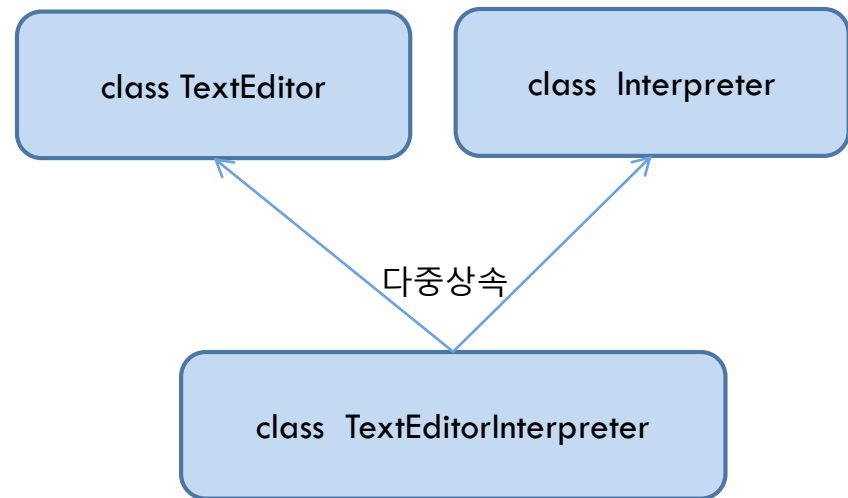 class TextEditor
class Interpreter
다중상속
class TextEditorInterpreter